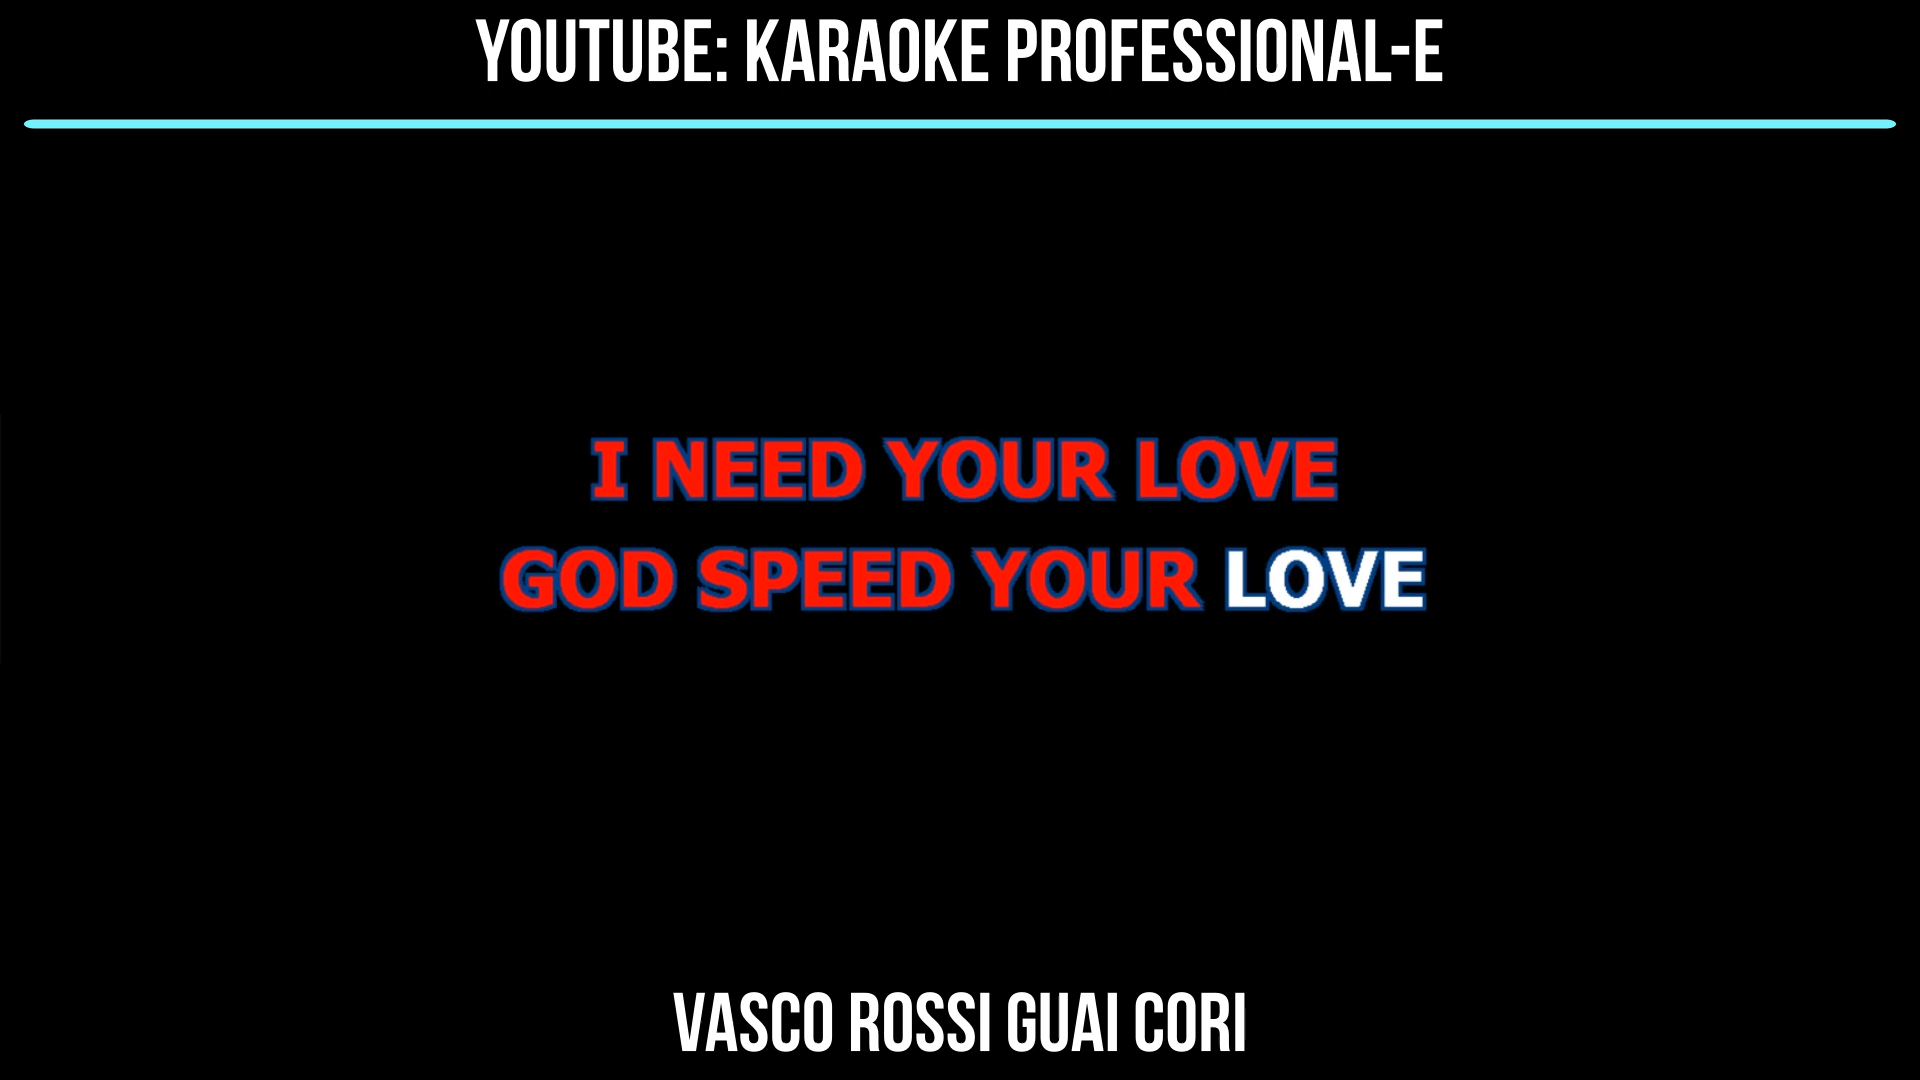 YOUTUBE: KARAOKE PROFESSIONAL-E
I NEED YOUR LOVE
GOD SPEED YOUR LOVE
VASCO ROSSI GUAI CORI